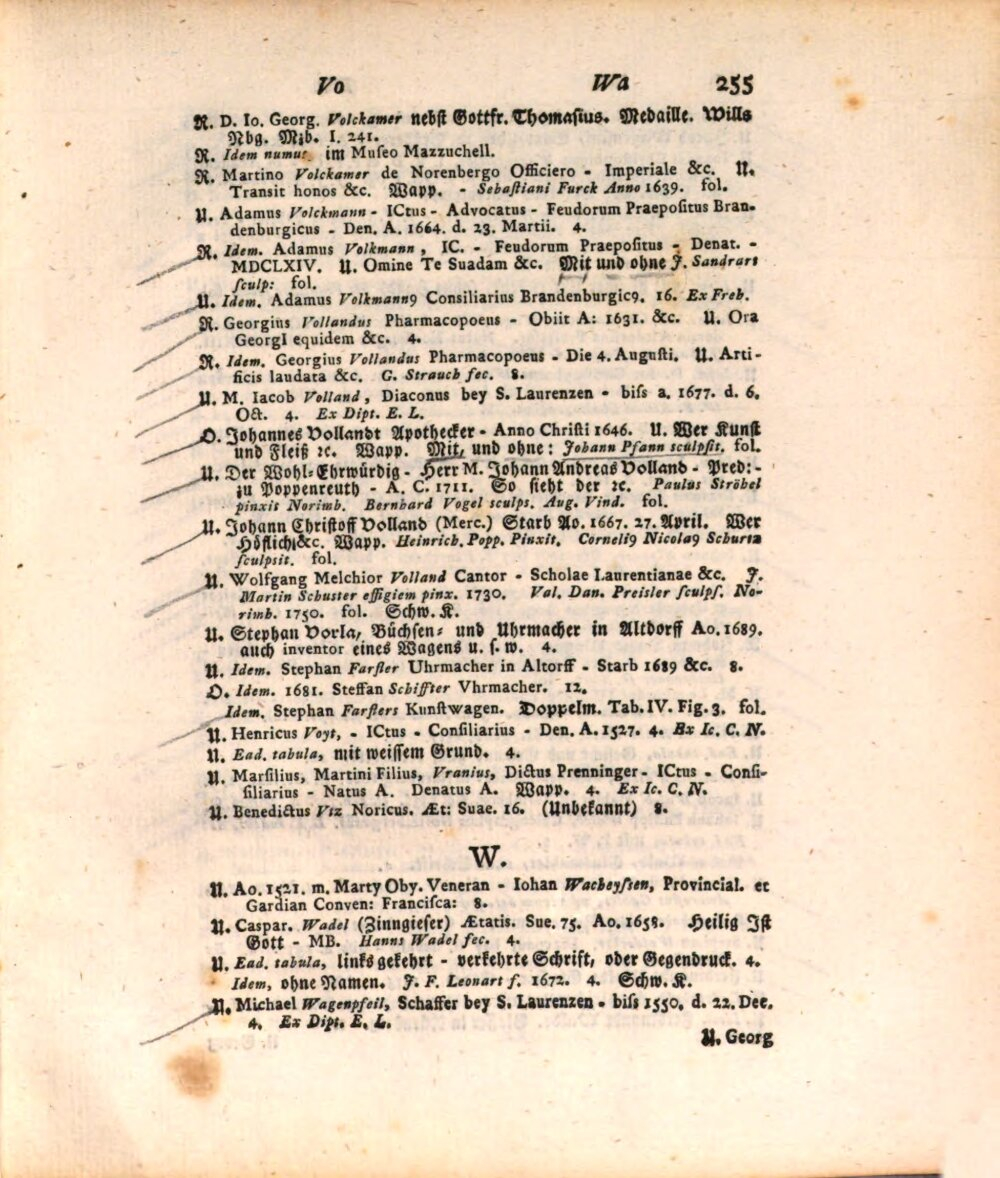 Vo Wa 255
R. D. Io. Georg. Volckamer nebst Gottfr. Thomasius. Medaille. Wills
Nbg. Mzb. I. 241.
R. Idem numus im Museo Mazzuchell.
R. Martino Volckamer de Norenbergo Officiero - Imperiale &c. U.
Transit honos &c. Wapp. - Sebastiani Furck Anno 1639. fol.
U. Adamus Volckmann - ICtus - Advocatus - Feudorum Praepositus Bran-
denburgicus - Den. A. 1664. d. 23. Martii. 4.
R. Idem. Adamus Volkmann, IC. - Feudorum Praepositus - Denat. -
MDCLXIV. U. Omine Te Suadam &c. Mit und ohne J. Sandrart
sculp: fol.
U. Idem. Adamus Volkmann9 Consiliarius Brandenburgic9. 16. Ex Freb.
R. Georgius Vollandus Pharmacopoeus - Obiit A: 1631. &c. U. Ora
GeorgI equidem &c. 4.
R. Idem. Georgius Vollandus Pharmacopoeus - Die 4. Augusti. U. Arti-
ficis laudata &c. G. Strauch fec. 8.
U. M. Iacob Volland, Diaconus bey S. Laurenzen - biss a. 1677. d. 6.
Oct. 4. Ex Dipt. E. L.
O. Johannes Vollandt Apothecker - Anno Christi 1646. U. Wer Kunst
und Fleiß ꝛc. Wapp. Mit, und ohne: Johann Pfann sculpsit. fol.
U. Der Wohl-Ehrwürdig - Herr M. Johann Andreas Volland - Pred:-
zu Poppenreuth - A. C. 1711. So sieht der ꝛc. Paulus Ströbel
pinxit Norimb. Bernhard Vogel sculps. Aug. Vind. fol.
U. Johann Christoff Volland (Merc.) Starb Ao. 1667. 27. April. Wer
Höflich &c. Wapp. Heinrich. Popp. Pinxit. Corneli9 Nicola9 Schurtz
sculpsit. fol.
U. Wolfgang Melchior Volland Cantor - Scholae Laurentianae &c. J.
Martin Schuster effigiem pinx. 1730. Val. Dan. Preisler sculps. No-
rimb. 1750. fol. Schw. K.
U. Stephan Vorla, Büchsen- und Uhrmacher in Altdorff Ao. 1689.
auch inventor eines Wagens u. s. w. 4.
U. Idem. Stephan Farfler Uhrmacher in Altorff - Starb 1689 &c. 8.
O. Idem. 1681. Steffan Schiffter Vhrmacher. 12.
Idem. Stephan Farflers Kunstwagen. Doppelm. Tab. IV. Fig. 3. fol.
U. Henricus Voyt, - ICtus - Consiliarius - Den. A. 1527. 4. Ex Ic. C. N.
U. Ead. tabula, mit weissem Grund. 4.
U. Marsilius, Martini Filius, Vranius, Dictus Prenninger - ICtus - Consi-
siliarius - Natus A. Denatus A. Wapp. 4. Ex Ic. C. N.
U. Benedictus Vtz Noricus. Æt: Suae. 16. (Unbekannt) 8.
W.
U. Ao. 1521. m. Marty Oby. Veneran - Iohan Wacheysten, Provincial. et
Gardian Conven: Francisca: 8.
U. Caspar. Wadel (Zinngieser) Ætatis. Sue. 75. Ao. 1658. Heilig Ist
Gott - MB. Hanns Wadel fec. 4.
U. Ead. tabula, links gekehrt - verkehrte Schrift, oder Gegendruck. 4.
Idem, ohne Namen. J. F. Leonart f. 1672. 4. Schw. K.
U. Michael Wagenpfeil, Schaffer bey S. Laurenzen - biss 1550. d. 22. Dec.
4. Ex Dipt. E. L.
U. Georg